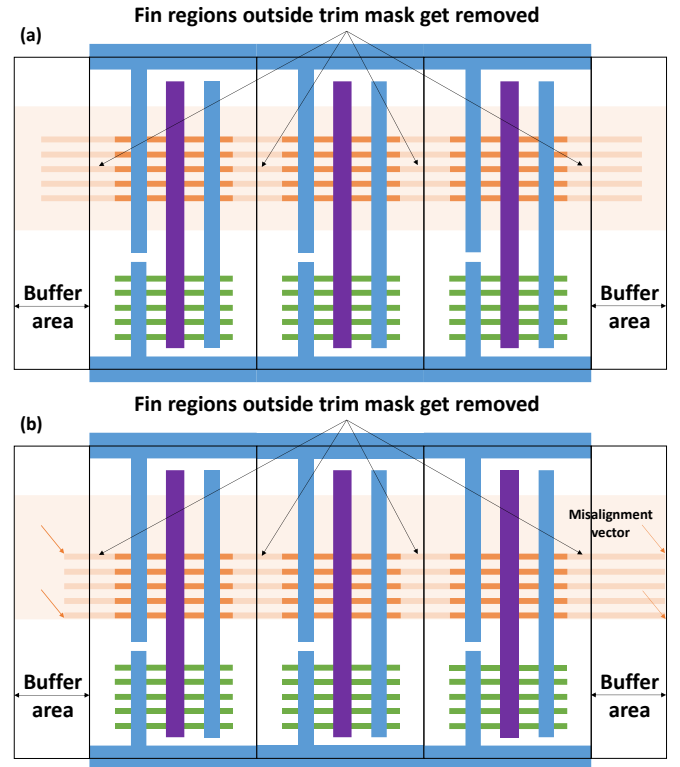 Fin regions outside trim mask get removed
(a)
Buffer
area
Buffer
area
Fin regions outside trim mask get removed
(b)
Misalignment
vector
Buffer
area
Buffer
area